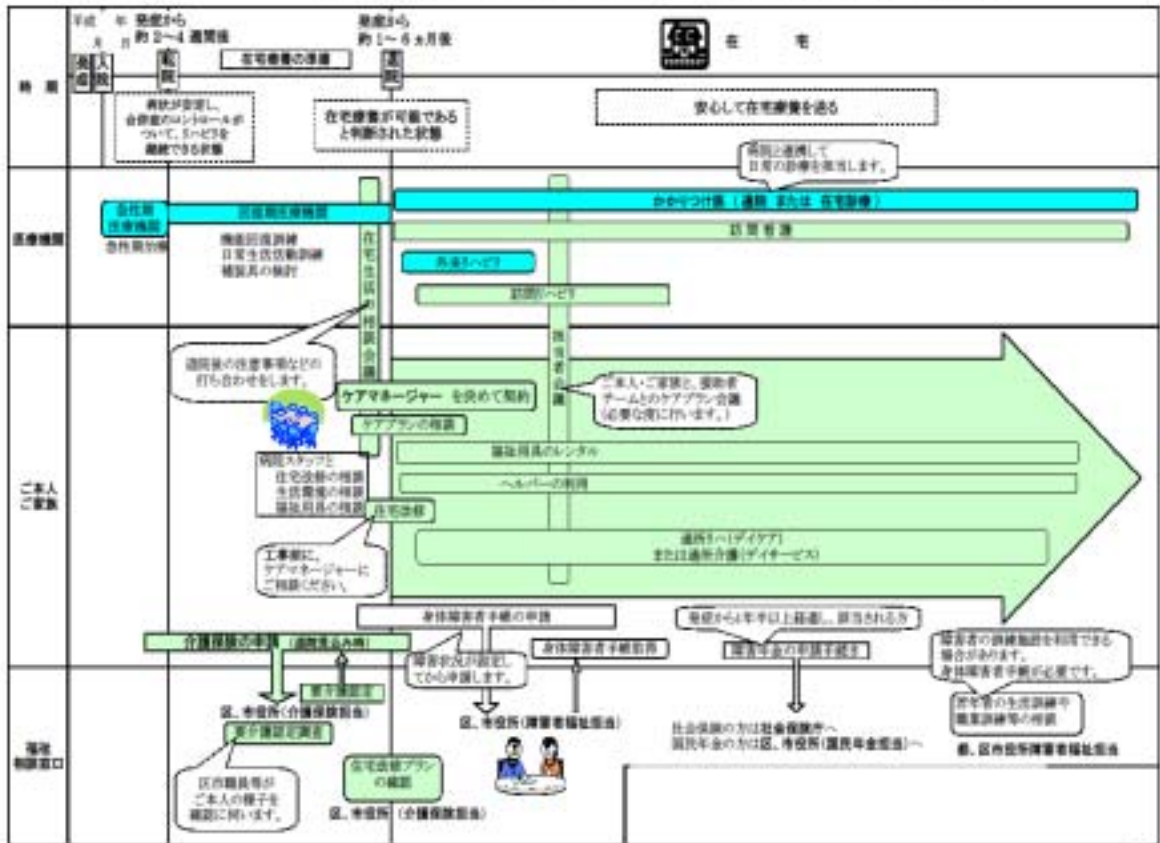 平成 年
月 日
発症から
約2～4週間後
発症から
約1～6ヵ月後
在 宅
時 期
発症
入院
転院
在宅療養の準備
退院
病状が安定し、
合併症のコントロールが
ついて、リハビリを
継続できる状態
在宅療養が可能である
と判断された状態
安心して在宅療養を送る
病院と連携して
日常の診療を担当します。
医療機関
急性期
医療機関
急性期治療
回復期医療機関
機能回復訓練
日常生活活動訓練
補装具の検討
かかりつけ医（通院 または 在宅診療）
訪問看護
外来リハビリ
訪問リハビリ
在宅生活の相談会議
担当者会議
退院後の注意事項などの
打ち合わせをします。
ご本人・ご家族と、援助者
チームとのケアプラン会議
(必要な度に行います。)
ご本人
ご家族
ケアマネージャー を決めて契約
ケアプランの相談
福祉用具のレンタル
ヘルパーの利用
病院スタッフと
住宅改修の相談
生活環境の相談
福祉用具の相談
住宅改修
通所リハ(デイケア)
または通所介護(デイサービス)
工事前に、
ケアマネージャーに
ご相談ください。
身体障害者手帳の申請
発症から1年半以上経過し、該当される方
介護保険の申請（退院見込み時）
障害状況が固定し
てから申請します。
身体障害者手帳取得
障害年金の申請手続き
障害者の訓練施設を利用できる
場合があります。
身体障害者手帳が必要です。
要介護認定
区、市役所(介護保険担当)
区、市役所(障害者福祉担当)
社会保険の方は社会保険庁へ
国民年金の方は区、市役所(国民年金担当)へ
若年者の生活訓練や
職業訓練等の相談
都、区市役所障害者福祉担当
福祉
相談窓口
要介護認定調査
区市職員等が
ご本人の様子を
確認に伺います。
住宅改修プラン
の確認
区、市役所（介護保険担当）